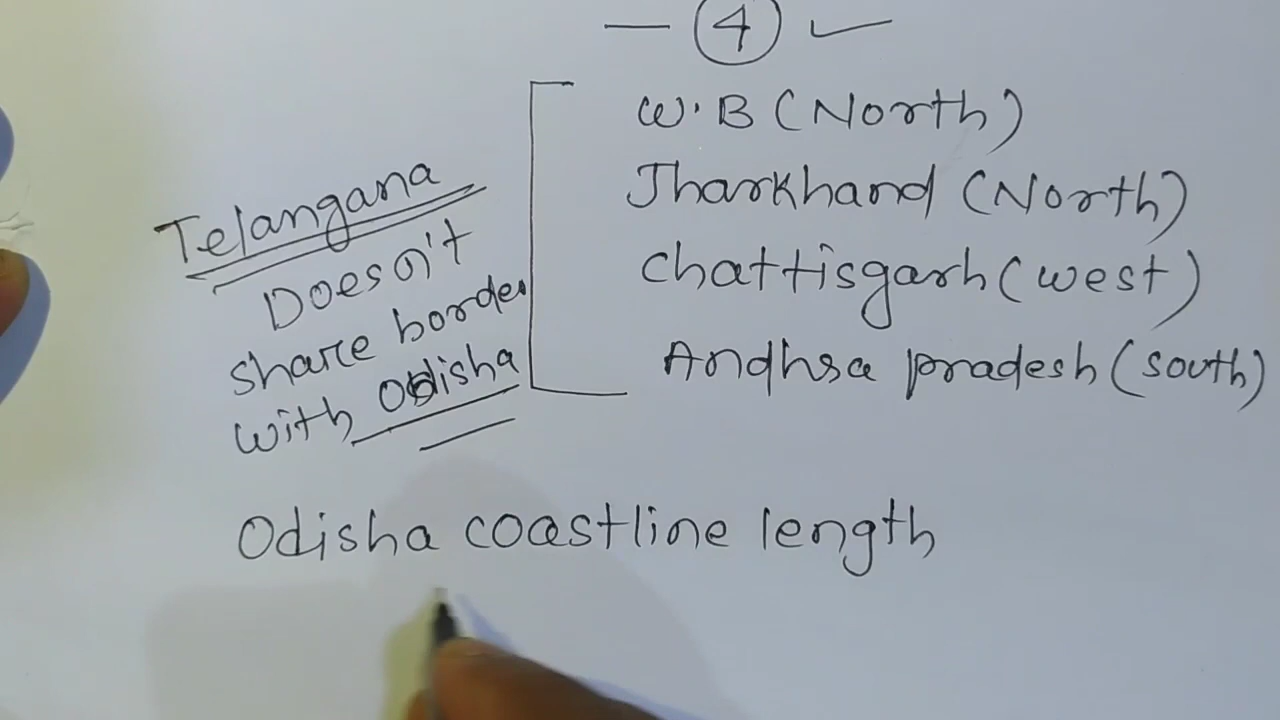 — 4 ✓
W.B (North)
Jharkhand (North)
Chattisgarh (west)
Andhra pradesh (south)
Telangana
Doesn't
share border
with Odisha
Odisha coastline length